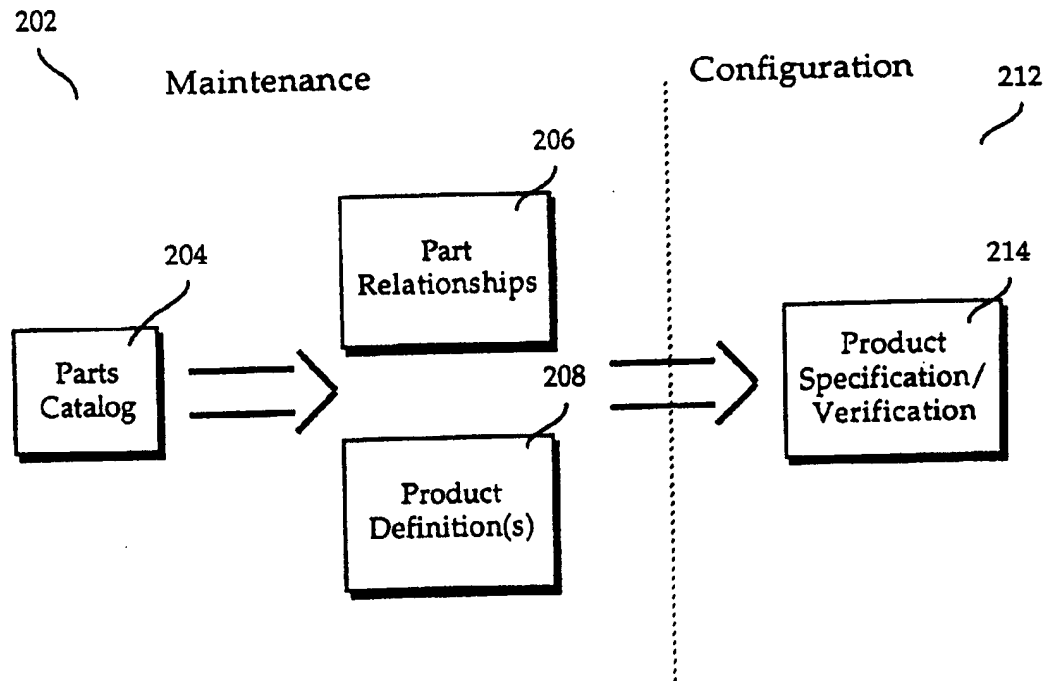 202
Maintenance
Configuration
212
206
Part
Relationships
204
Parts
Catalog
208
Product
Definition(s)
214
Product
Specification/
Verification